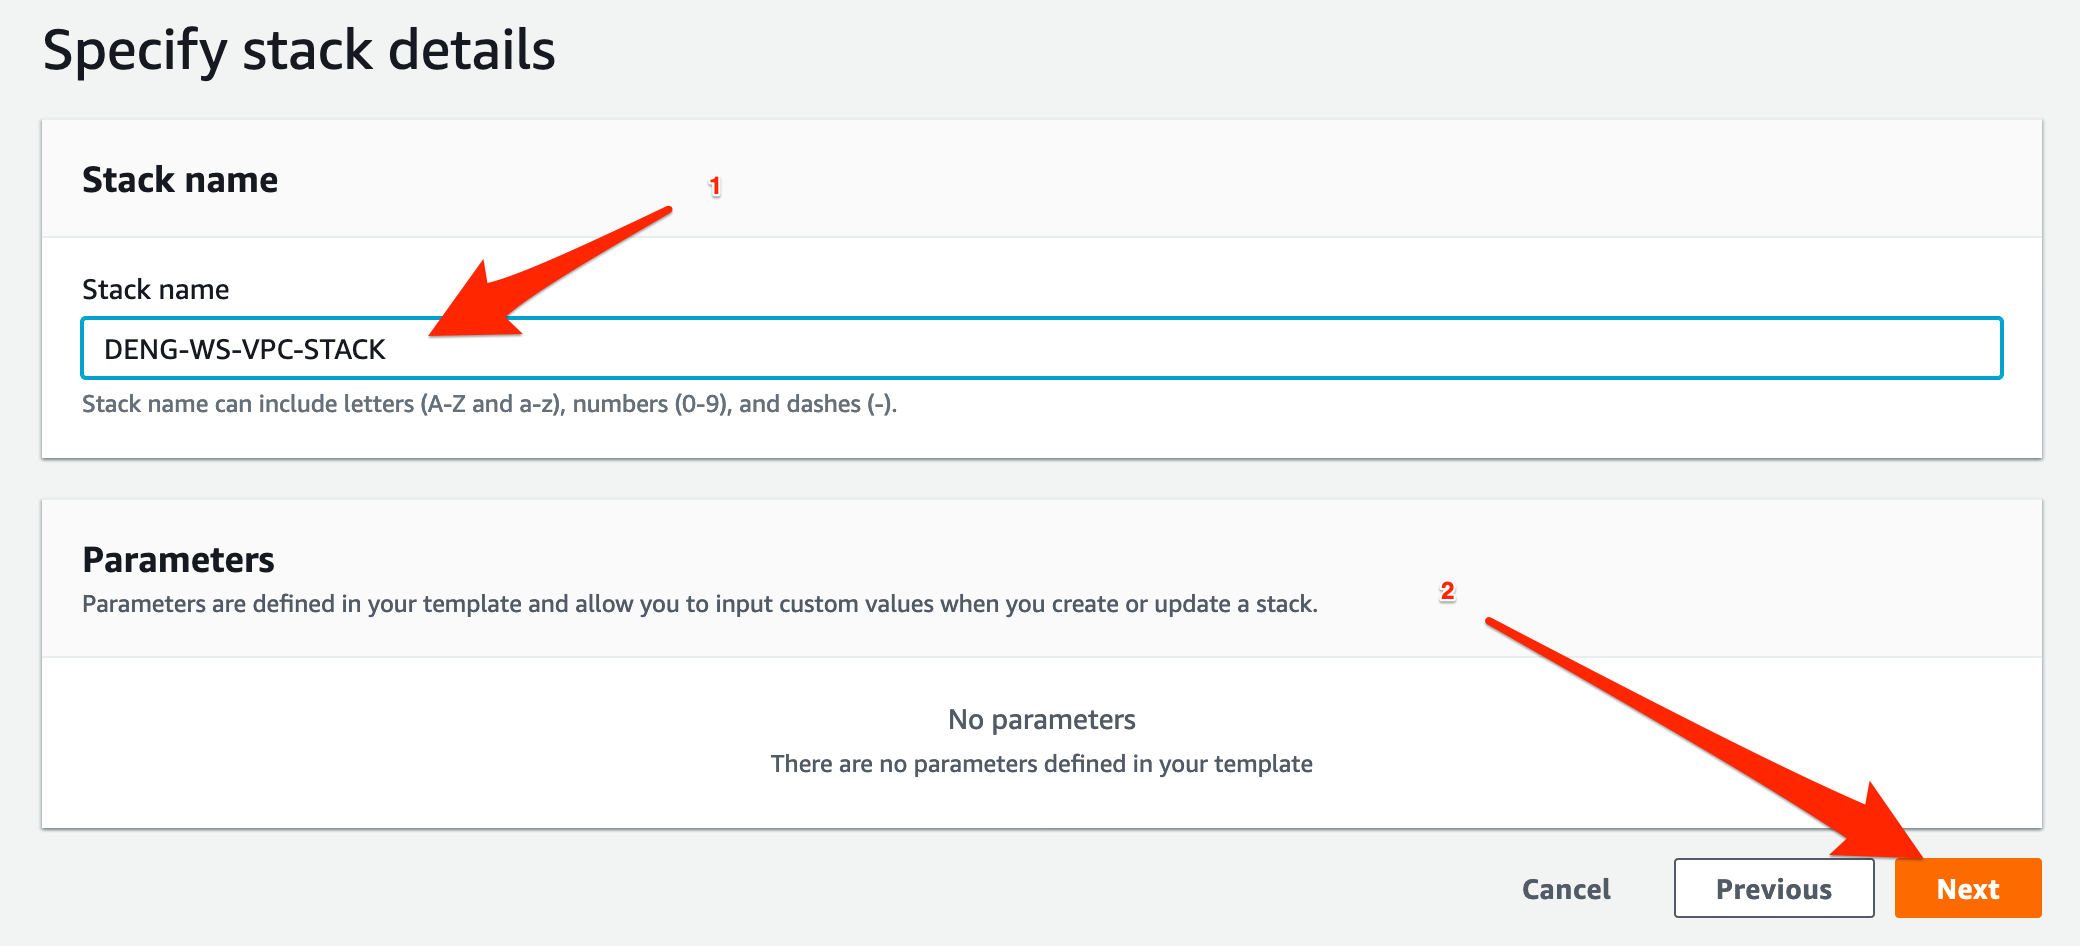 Specify stack details
Stack name
1
Stack name
DENG-WS-VPC-STACK
Stack name can include letters (A-Z and a-z), numbers (0-9), and dashes (-).
Parameters
Parameters are defined in your template and allow you to input custom values when you create or update a stack.
2
No parameters
There are no parameters defined in your template
Cancel Previous Next